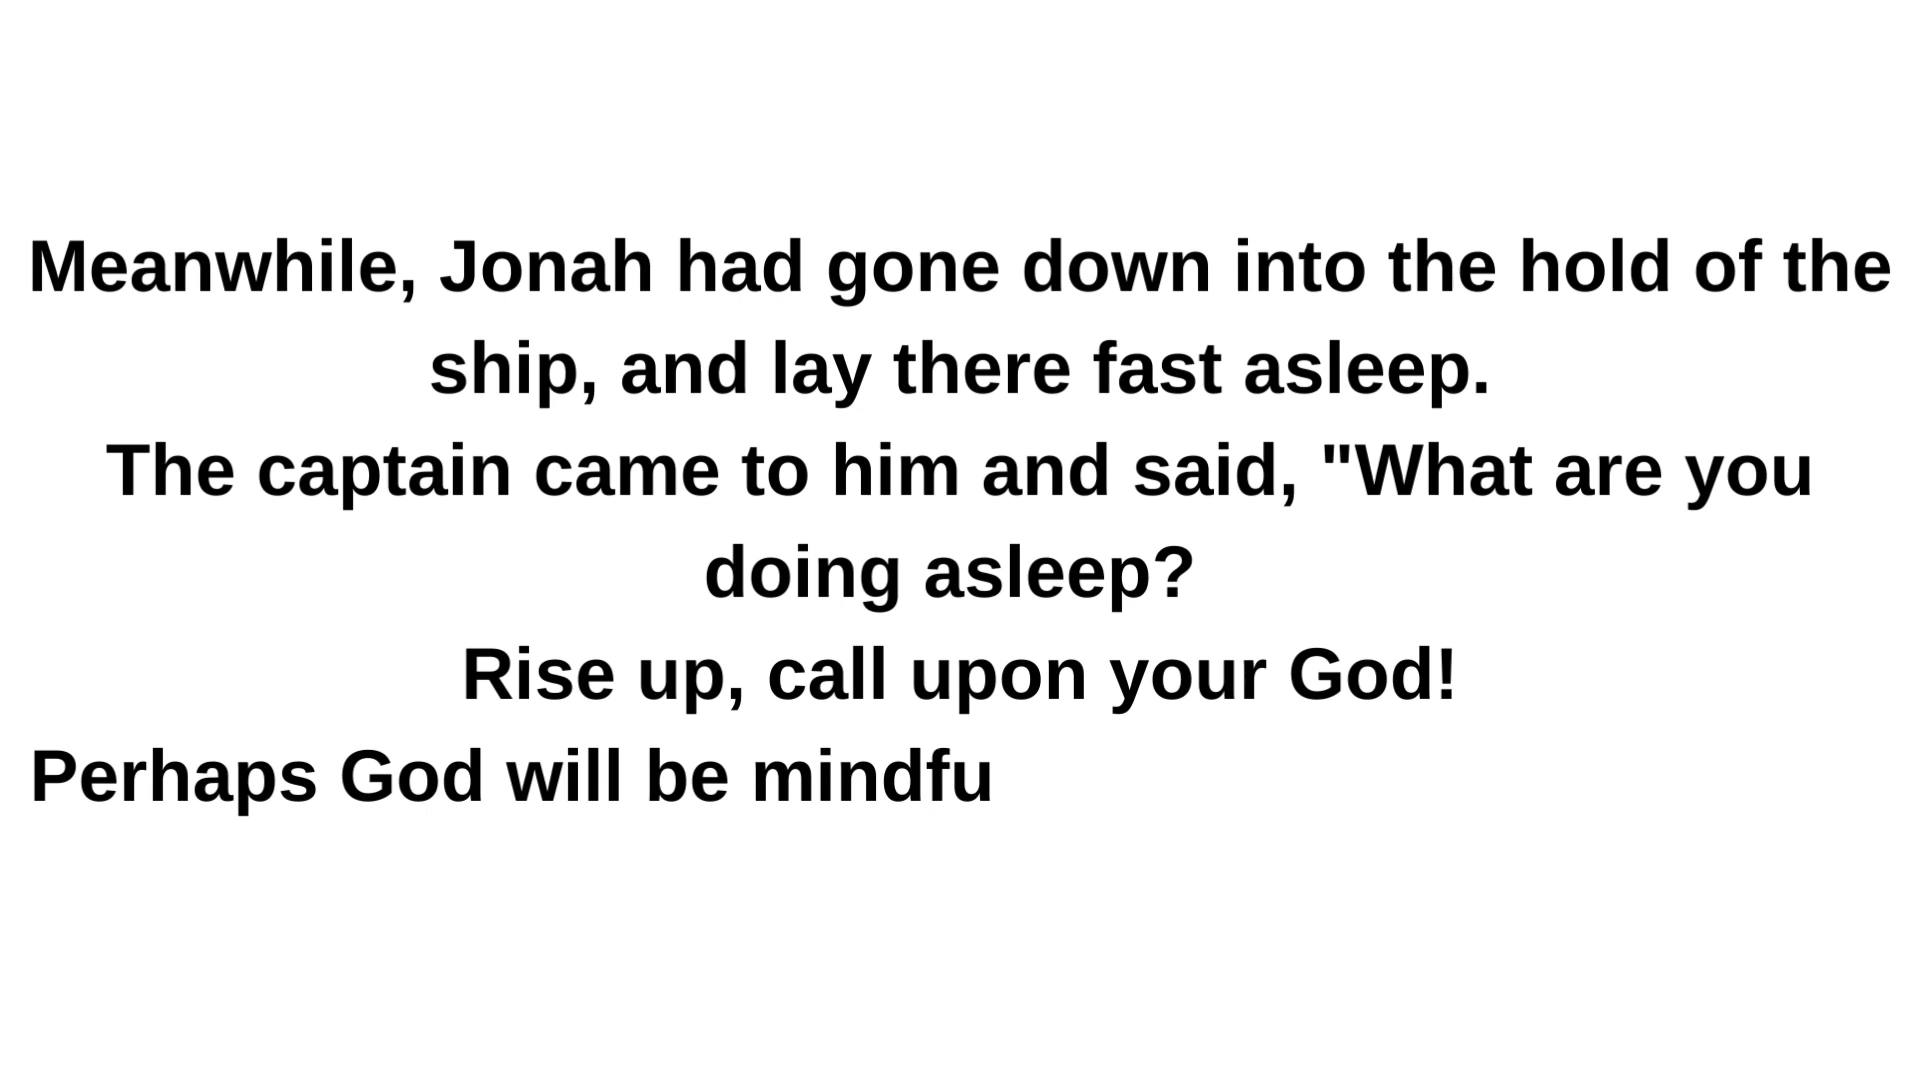 Meanwhile, Jonah had gone down into the hold of the
ship, and lay there fast asleep.
The captain came to him and said, "What are you
doing asleep?
Rise up, call upon your God!
Perhaps God will be mindfu